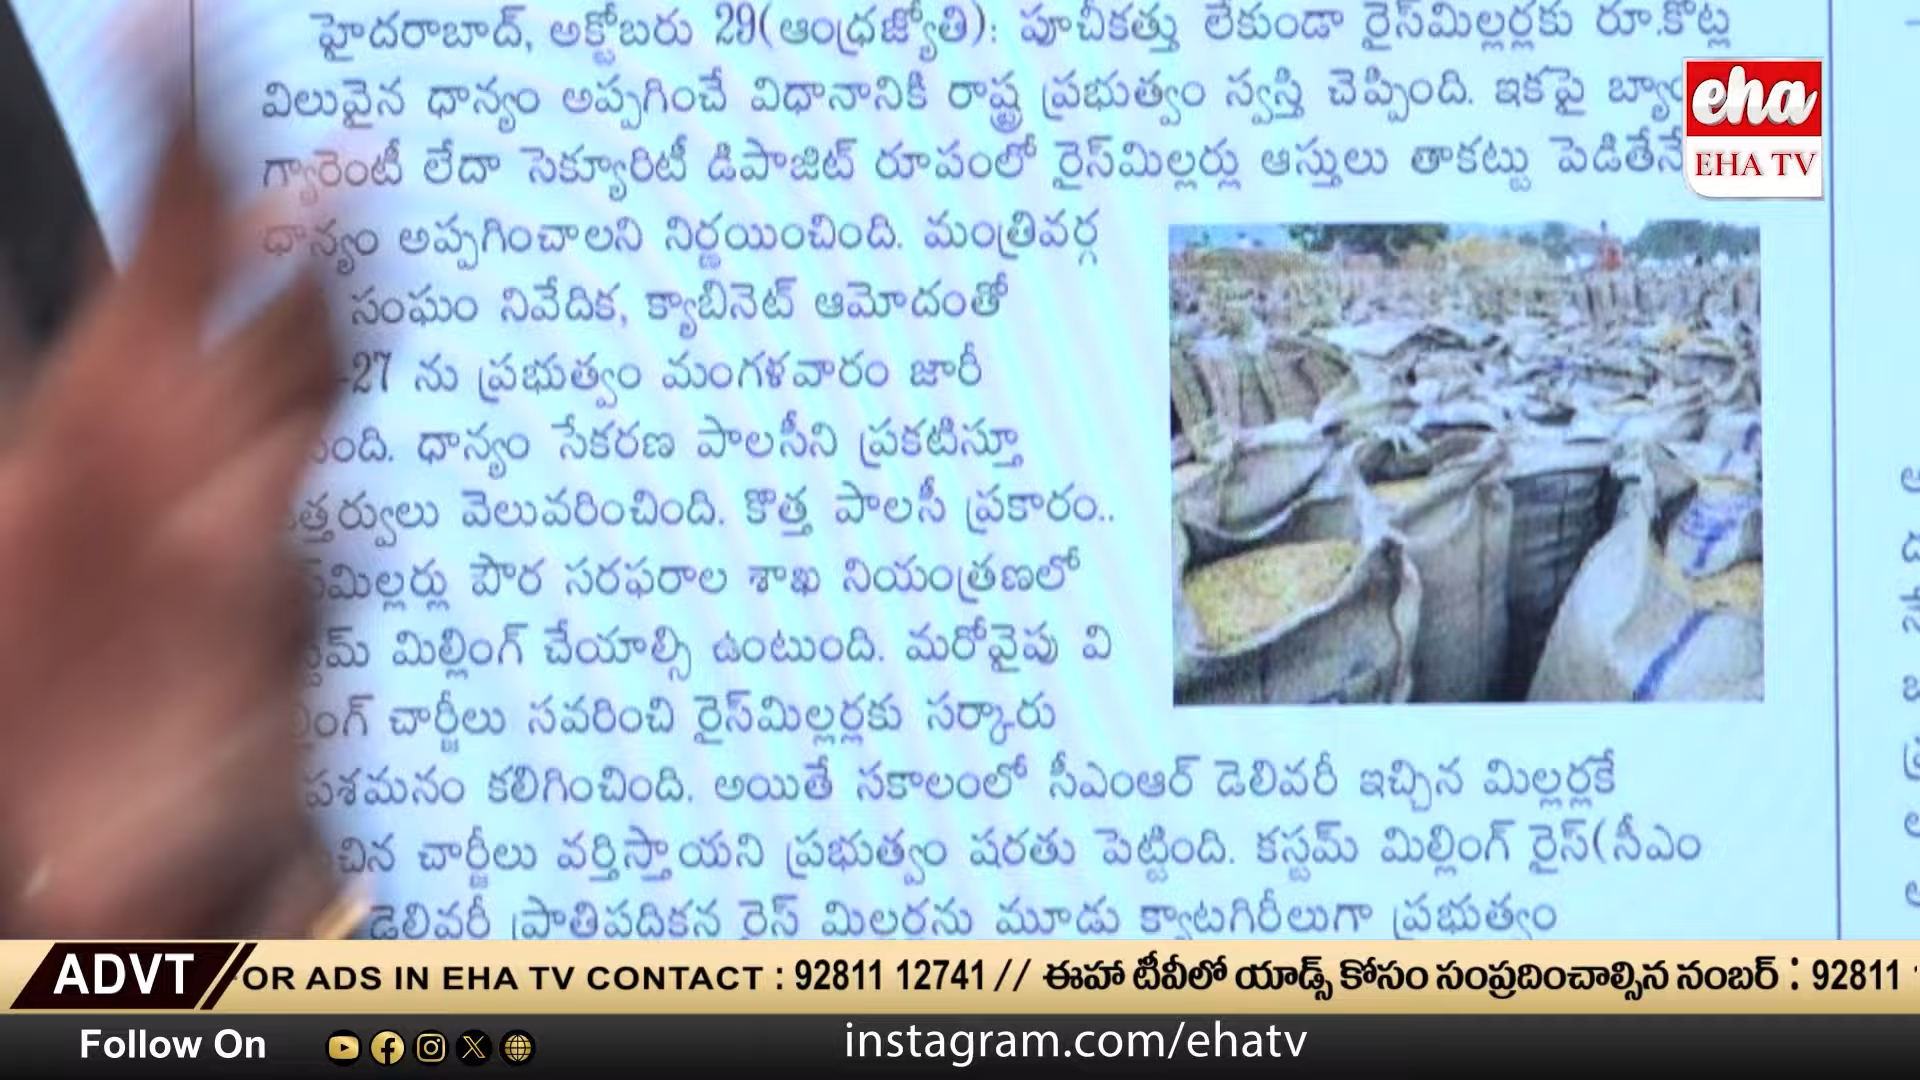 హైదరాబాద్, అక్టోబరు 29(ఆంధ్రజ్యోతి): పూచీకత్తు లేకుండా రైస్‌మిల్లర్లకు రూ.కోట్ల
విలువైన ధాన్యం అప్పగించే విధానానికి రాష్ట్ర ప్రభుత్వం స్వస్తి చెప్పింది. ఇకపై
గ్యారెంటీ లేదా సెక్యూరిటీ డిపాజిట్ రూపంలో రైస్‌మిల్లర్లు ఆస్తులు తాకట్టు పెడితేనే
ధాన్యం అప్పగించాలని నిర్ణయించింది. మంత్రివర్గ
సంఘం నివేదిక, క్యాబినెట్ ఆమోదంతో
-27 ను ప్రభుత్వం మంగళవారం జారీ
ధాన్యం సేకరణ పాలసీని ప్రకటిస్తూ
వెలువరించింది. కొత్త పాలసీ ప్రకారం..
పౌర సరఫరాల శాఖ నియంత్రణలో
మిల్లింగ్ చేయాల్సి ఉంటుంది. మరోవైపు వి
చార్జీలు సవరించి రైస్‌మిల్లర్లకు సర్కారు
కలిగించింది. అయితే సకాలంలో సీఎంఆర్ డెలివరీ ఇచ్చిన మిల్లర్లకే
చార్జీలు వర్తిస్తాయని ప్రభుత్వం షరతు పెట్టింది. కస్టమ్ మిల్లింగ్ రైస్(సీఎం
డెలివరీ ప్రాతిపదికన రైస్ మిల్లర్లను మూడు క్యాటగిరీలుగా ప్రభుత్వం
eha
EHA TV
ADVT
OR ADS IN EHA TV CONTACT : 92811 12741 // ఈహా టీవీలో యాడ్స్ కోసం సంప్రదించాల్సిన నంబర్ : 92811
Follow On
instagram.com/ehatv